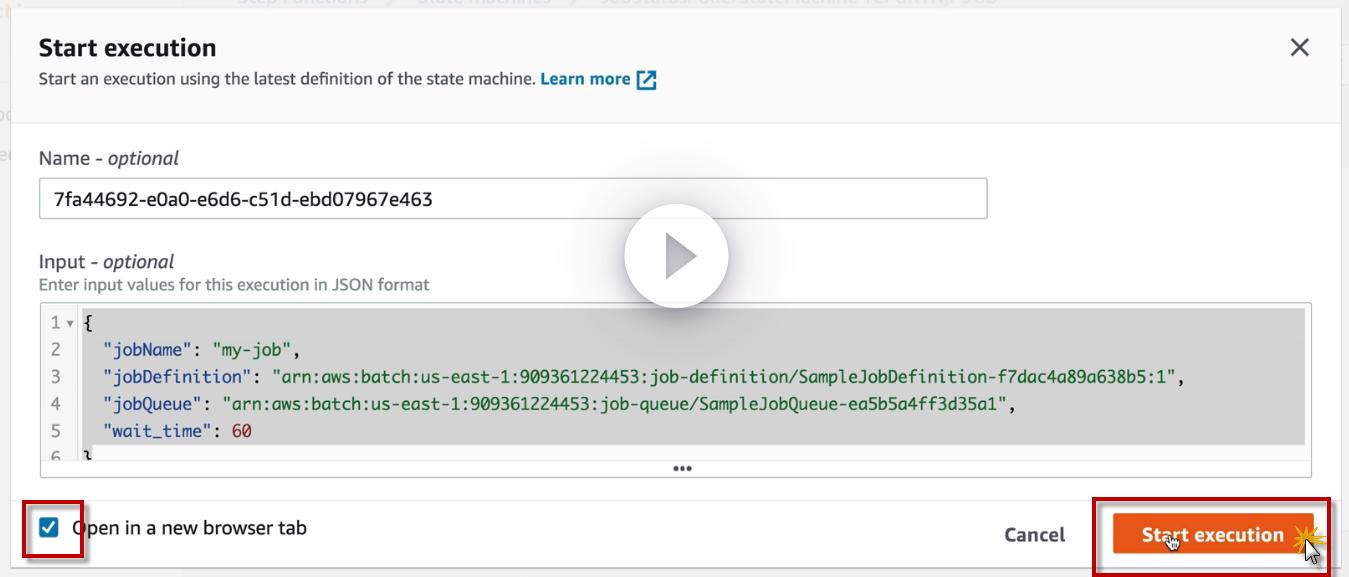 Step Functions State machines
Start execution
Start an execution using the latest definition of the state machine. Learn more
Name - optional
7fa44692-e0a0-e6d6-c51d-ebd07967e463
Input - optional
Enter input values for this execution in JSON format
1 {
2 "jobName": "my-job",
3 "jobDefinition": "arn:aws:batch:us-east-1:909361224453:job-definition/SampleJobDefinition-f7dac4a89a638b5:1",
4 "jobQueue": "arn:aws:batch:us-east-1:909361224453:job-queue/SampleJobQueue-ea5b5a4ff3d35a1",
5 "wait_time": 60
6 }
Open in a new browser tab
Cancel
Start execution